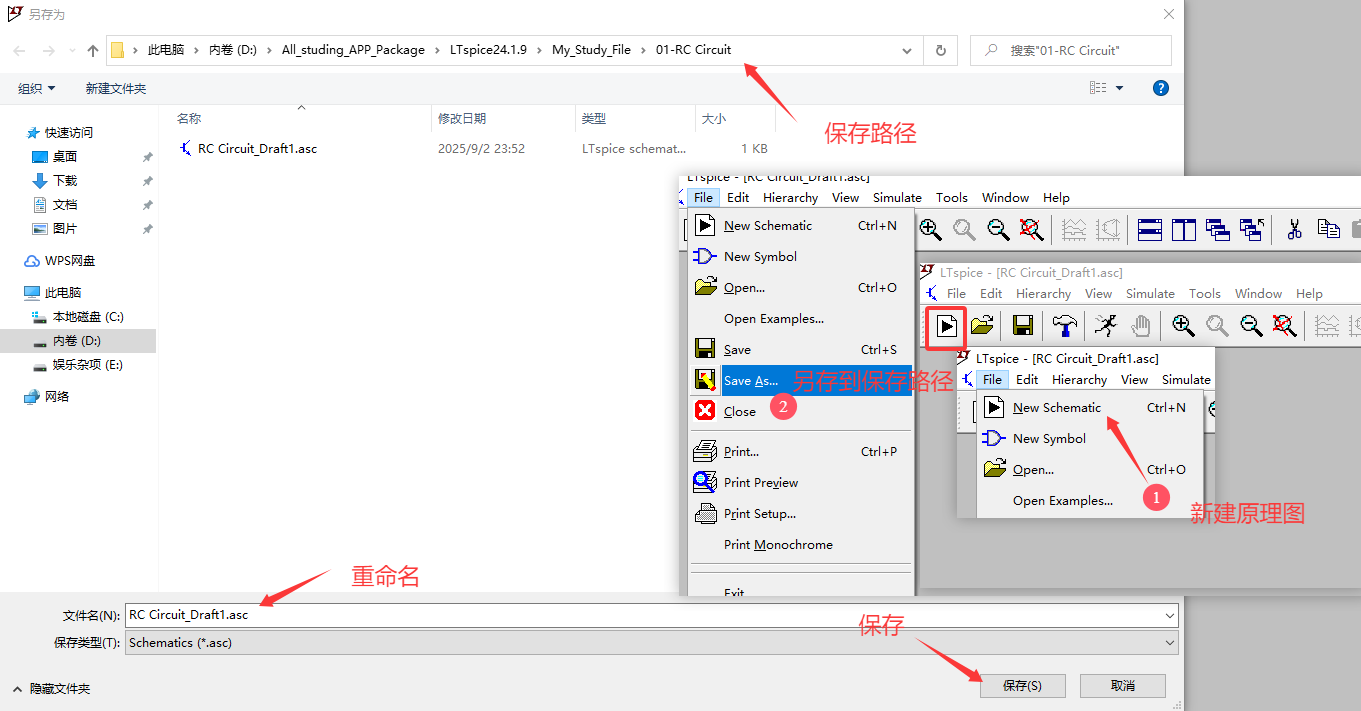 另存为
此电脑 › 内卷 (D:) › All_studing_APP_Package › LTspice24.1.9 › My_Study_File › 01-RC Circuit
搜索"01-RC Circuit"
组织
新建文件夹
保存路径
名称
修改日期
类型
大小
RC Circuit_Draft1.asc
2025/9/2 23:52
LTspice schemat...
1 KB
快速访问
桌面
下载
文档
图片
WPS网盘
此电脑
本地磁盘 (C:)
内卷 (D:)
娱乐杂项 (E:)
网络
LTspice - [RC Circuit_Draft1.asc]
File Edit Hierarchy View Simulate Tools Window Help
New Schematic Ctrl+N
New Symbol
Open... Ctrl+O
Open Examples...
Save Ctrl+S
Save As...
另存到保存路径
2
Close
Print... Ctrl+P
Print Preview
Print Setup...
Print Monochrome
Exit
LTspice - [RC Circuit_Draft1.asc]
File Edit Hierarchy View Simulate Tools Window Help
LTspice - [RC Circuit_Draft1.asc]
File Edit Hierarchy View Simulate
New Schematic Ctrl+N
New Symbol
Open... Ctrl+O
Open Examples...
1
新建原理图
重命名
文件名(N):
RC Circuit_Draft1.asc
保存类型(T):
Schematics (*.asc)
保存
隐藏文件夹
保存(S)
取消